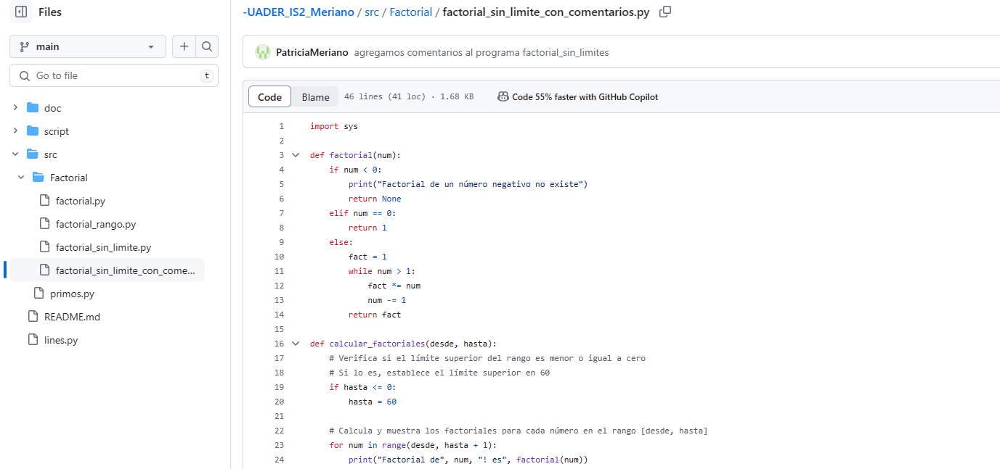 Files
main
Go to file
t
doc
script
src
Factorial
factorial.py
factorial_rango.py
factorial_sin_limite.py
factorial_sin_limite_con_come...
primos.py
README.md
lines.py
-UADER_IS2_Meriano / src / Factorial / factorial_sin_limite_con_comentarios.py
PatriciaMeriano agregamos comentarios al programa factorial_sin_limites
Code Blame 46 lines (41 loc) · 1.68 KB Code 55% faster with GitHub Copilot
1 import sys
2
3 def factorial(num):
4     if num < 0:
5         print("Factorial de un número negativo no existe")
6         return None
7     elif num == 0:
8         return 1
9     else:
10         fact = 1
11         while num > 1:
12             fact *= num
13             num -= 1
14         return fact
15
16 def calcular_factoriales(desde, hasta):
17     # Verifica si el límite superior del rango es menor o igual a cero
18     # Si lo es, establece el límite superior en 60
19     if hasta <= 0:
20         hasta = 60
21
22     # Calcula y muestra los factoriales para cada número en el rango [desde, hasta]
23     for num in range(desde, hasta + 1):
24         print("Factorial de", num, "! es", factorial(num))